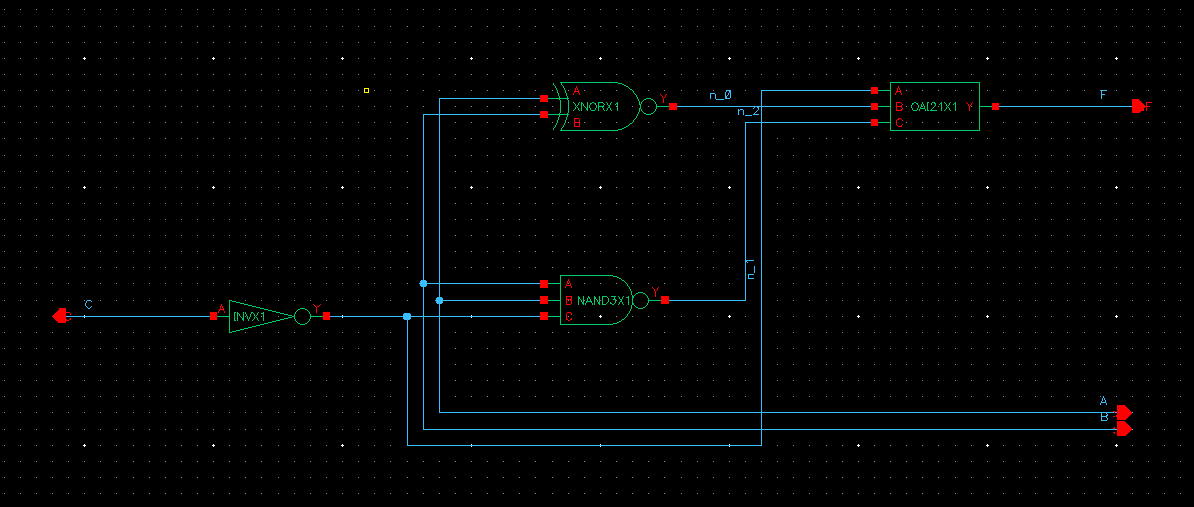 n_0
n_2
A
XNORX1
B
Y
A
B
C
OAI21X1
Y
F
F
n_1
C
A
INVX1
Y
A
B
C
NAND3X1
Y
A
B